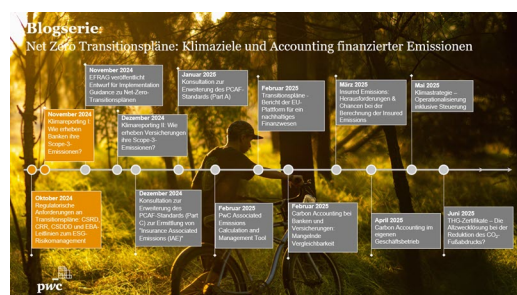 Blogserie
Net Zero Transitionspläne: Klimaziele und Accounting finanzierter Emissionen
November 2024
EFRAG veröffentlicht
Entwurf für Implementation
Guidance zu Net-Zero-
Transitionsplänen
Januar 2025
Konsultation zur
Erweiterung des PCAF-
Standards (Part A)
November 2024
Klimareporting I:
Wie erheben
Banken ihre
Scope-3-
Emissionen?
Dezember 2024
Klimareporting II: Wie
erheben Versicherungen
ihre Scope-3-
Emissionen?
Februar 2025
Transitionspläne -
Bericht der EU-
Plattform für ein
nachhaltiges
Finanzwesen
März 2025
Insured Emissionen:
Herausforderungen &
Chancen bei der
Berechnung der Insured
Emissions
Mai 2025
Klimastrategie –
Operationalisierung
inklusive Steuerung
Oktober 2024
Regulatorische
Anforderungen an
Transitionspläne: CSRD,
CRR, CSDDD und EBA-
Leitlinien zum ESG-
Risikomanagement
Dezember 2024
Konsultation zur
Erweiterung des
PCAF-Standards (Part
C) zur Ermittlung von
"Insurance Associated
Emissions (IAE)"
Februar 2025
PwC Associated
Emissions
Calculation and
Management Tool
Februar 2025
Carbon Accounting bei
Banken und
Versicherungen:
Mangelnde
Vergleichbarkeit
April 2025
Carbon Accounting im
eigenen
Geschäftsbetrieb
Juni 2025
THG-Zertifikate – Die
Allzwecklösung bei der
Reduktion des CO₂-
Fußabdrucks?
pwc